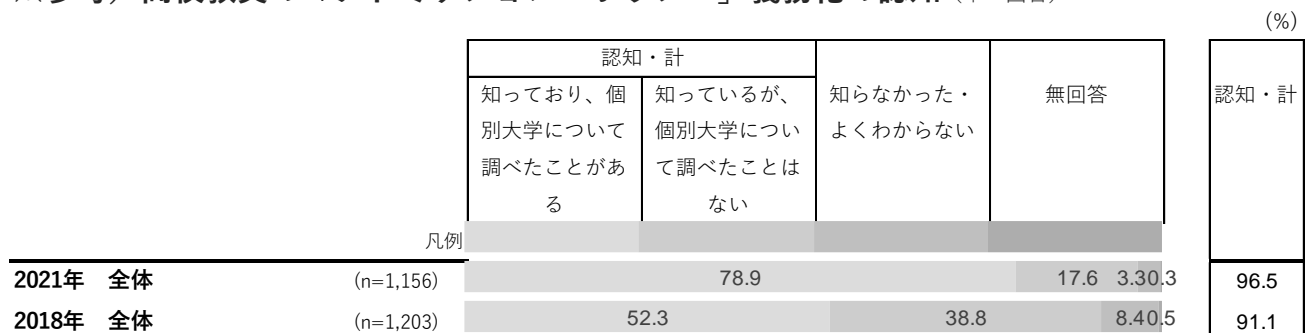 (%)
認知・計
知っており、個
別大学について
調べたことがあ
る
知っているが、
個別大学につい
て調べたことは
ない
知らなかった・
よくわからない
無回答
認知・計
凡例
2021年 全体 (n=1,156) 78.9 17.6 3.3 0.3 96.5
2018年 全体 (n=1,203) 52.3 38.8 8.4 0.5 91.1